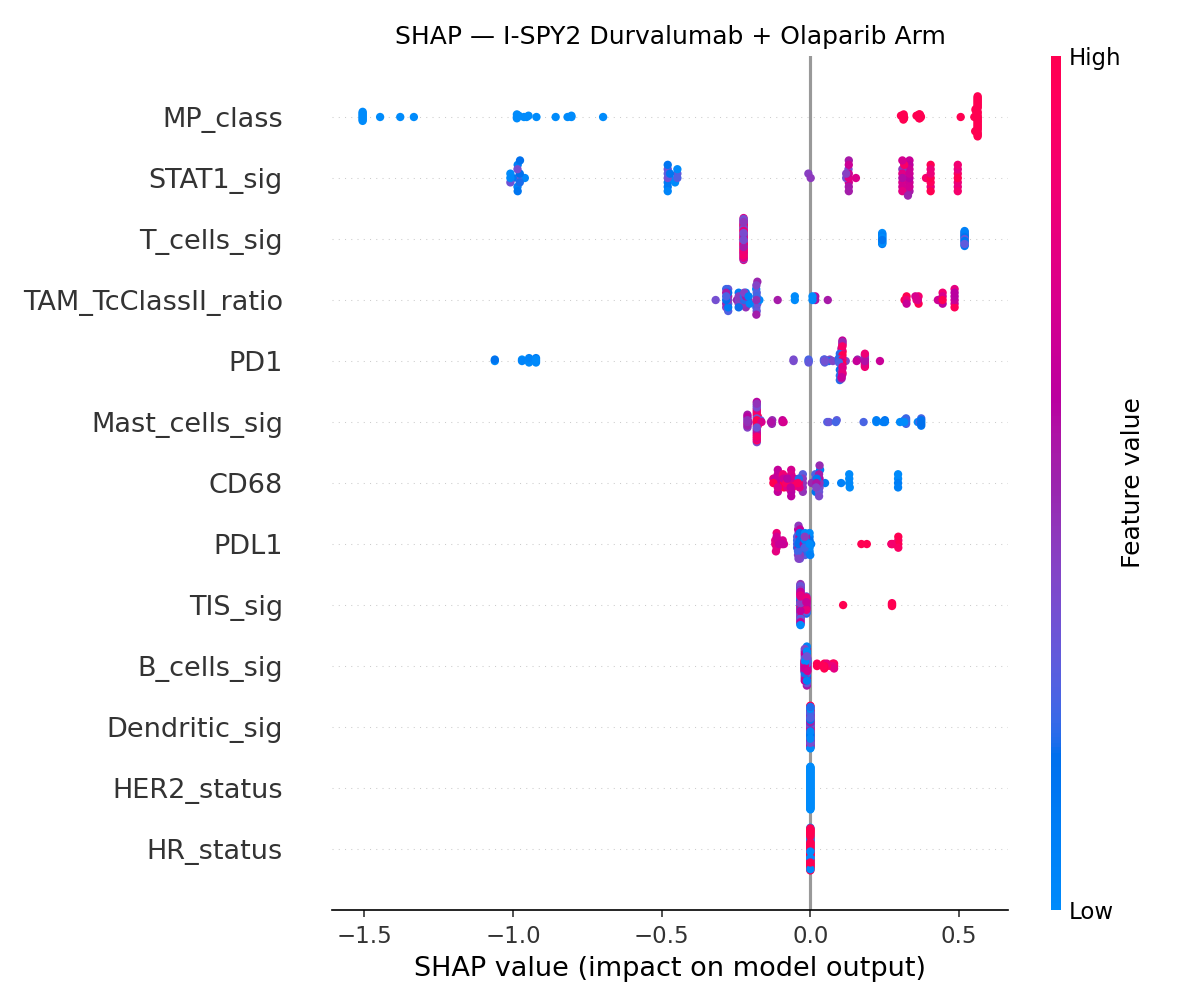 SHAP — I-SPY2 Durvalumab + Olaparib Arm
High
MP_class
STAT1_sig
T_cells_sig
TAM_TcClassII_ratio
PD1
Mast_cells_sig
CD68
PDL1
TIS_sig
B_cells_sig
Dendritic_sig
HER2_status
HR_status
Feature value
Low
−1.5 −1.0 −0.5 0.0 0.5
SHAP value (impact on model output)